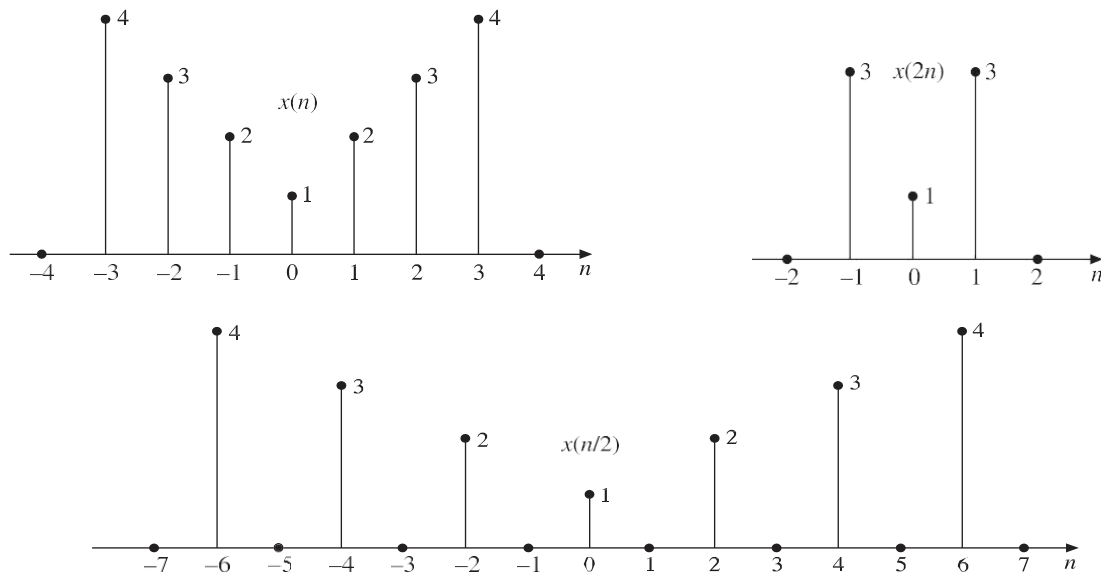 4 4
3 3
x(n)
2 2
1
–4 –3 –2 –1 0 1 2 3 4 n
3 x(2n) 3
1
–2 –1 0 1 2 n
4 4
3 3
2 2
x(n/2)
1
–7 –6 –5 –4 –3 –2 –1 0 1 2 3 4 5 6 7 n